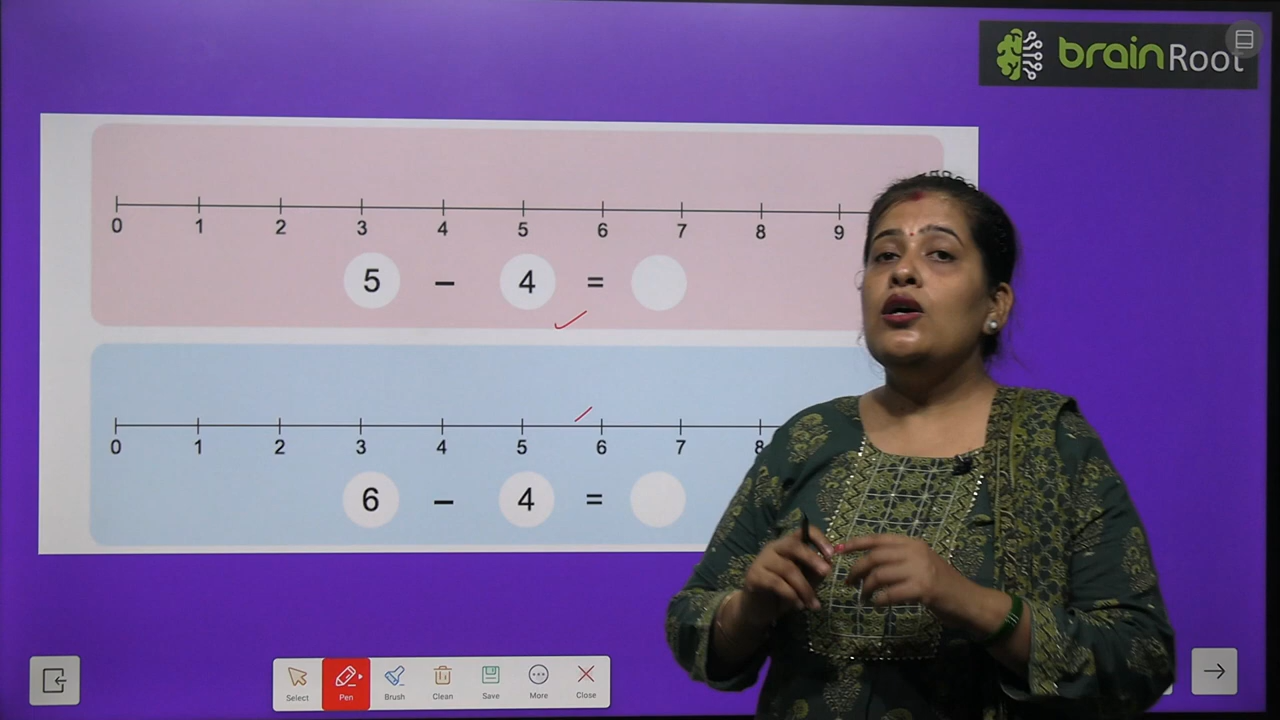 brainRoot
0 1 2 3 4 5 6 7 8 9
5 - 4 =
0 1 2 3 4 5 6 7 8
6 - 4 =
Select Pen Brush Clean Save More Close